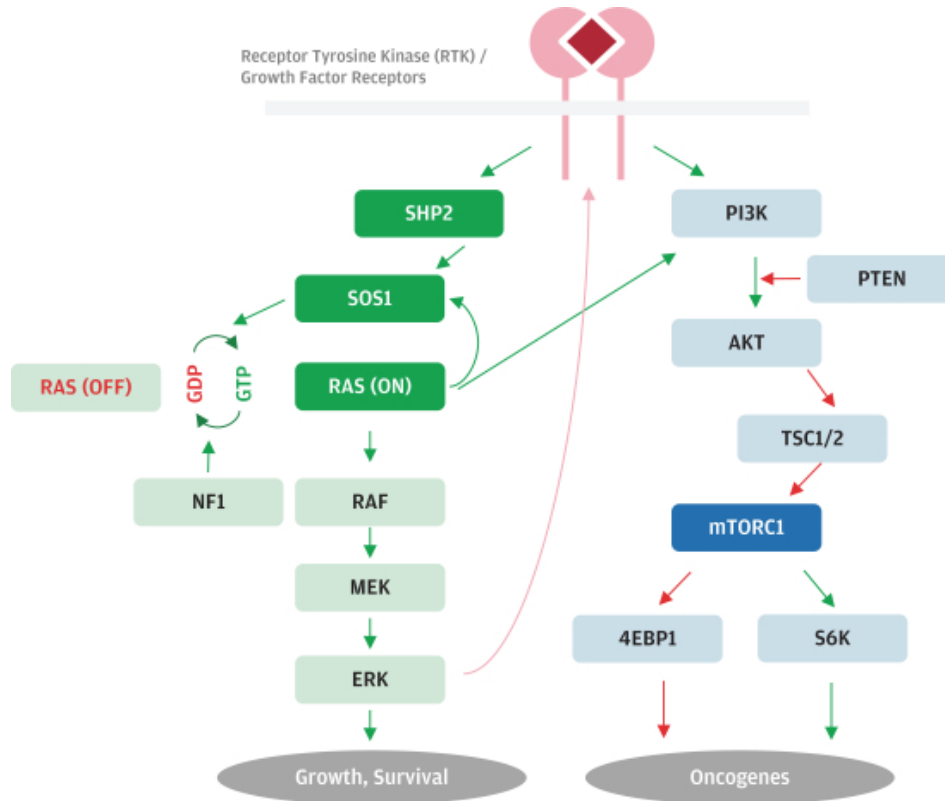 Receptor Tyrosine Kinase (RTK) /
Growth Factor Receptors
SHP2
PI3K
SOS1
PTEN
AKT
RAS (OFF)
GDP
GTP
RAS (ON)
TSC1/2
NF1
RAF
mTORC1
MEK
4EBP1
S6K
ERK
Growth, Survival
Oncogenes